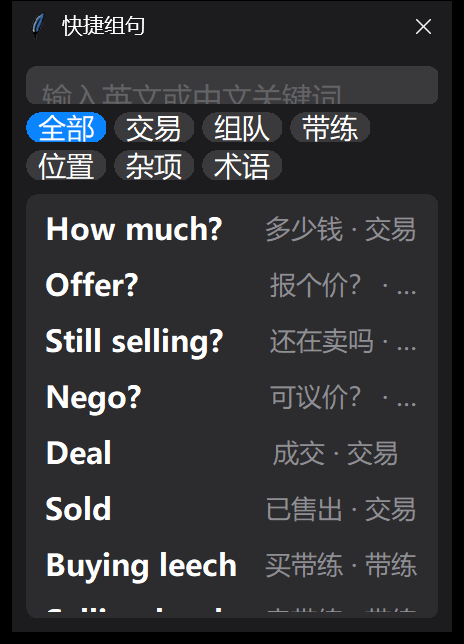 快捷组句
输入英文或中文关键词
全部 交易 组队 带练
位置 杂项 术语
How much? 多少钱 · 交易
Offer? 报个价? · ...
Still selling? 还在卖吗 · ...
Nego? 可议价? · ...
Deal 成交 · 交易
Sold 已售出 · 交易
Buying leech 买带练 · 带练